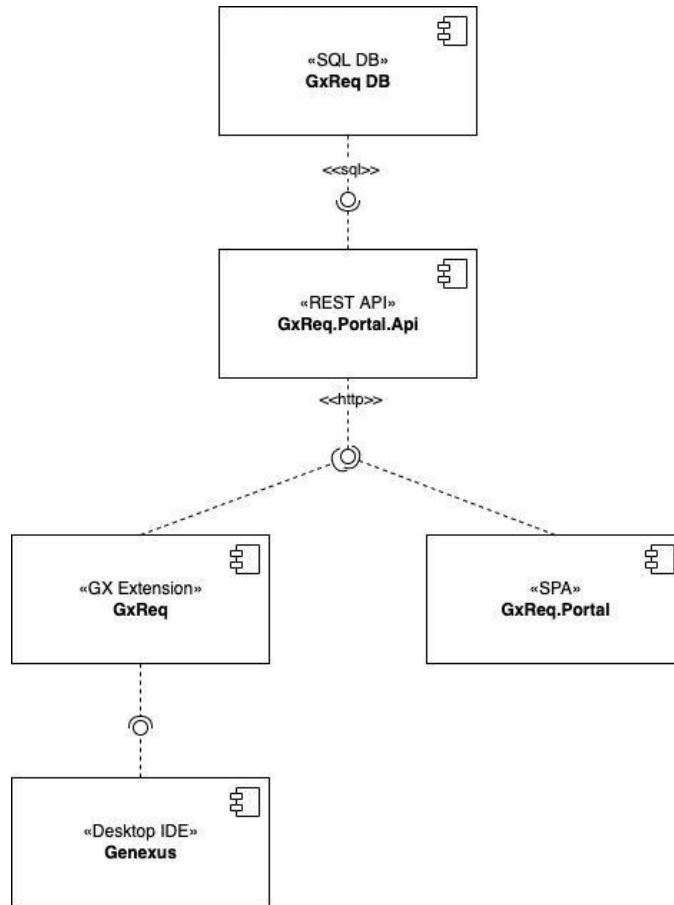 «SQL DB»
GxReq DB
<<sql>>
«REST API»
GxReq.Portal.Api
<<http>>
«GX Extension»
GxReq
«SPA»
GxReq.Portal
«Desktop IDE»
Genexus